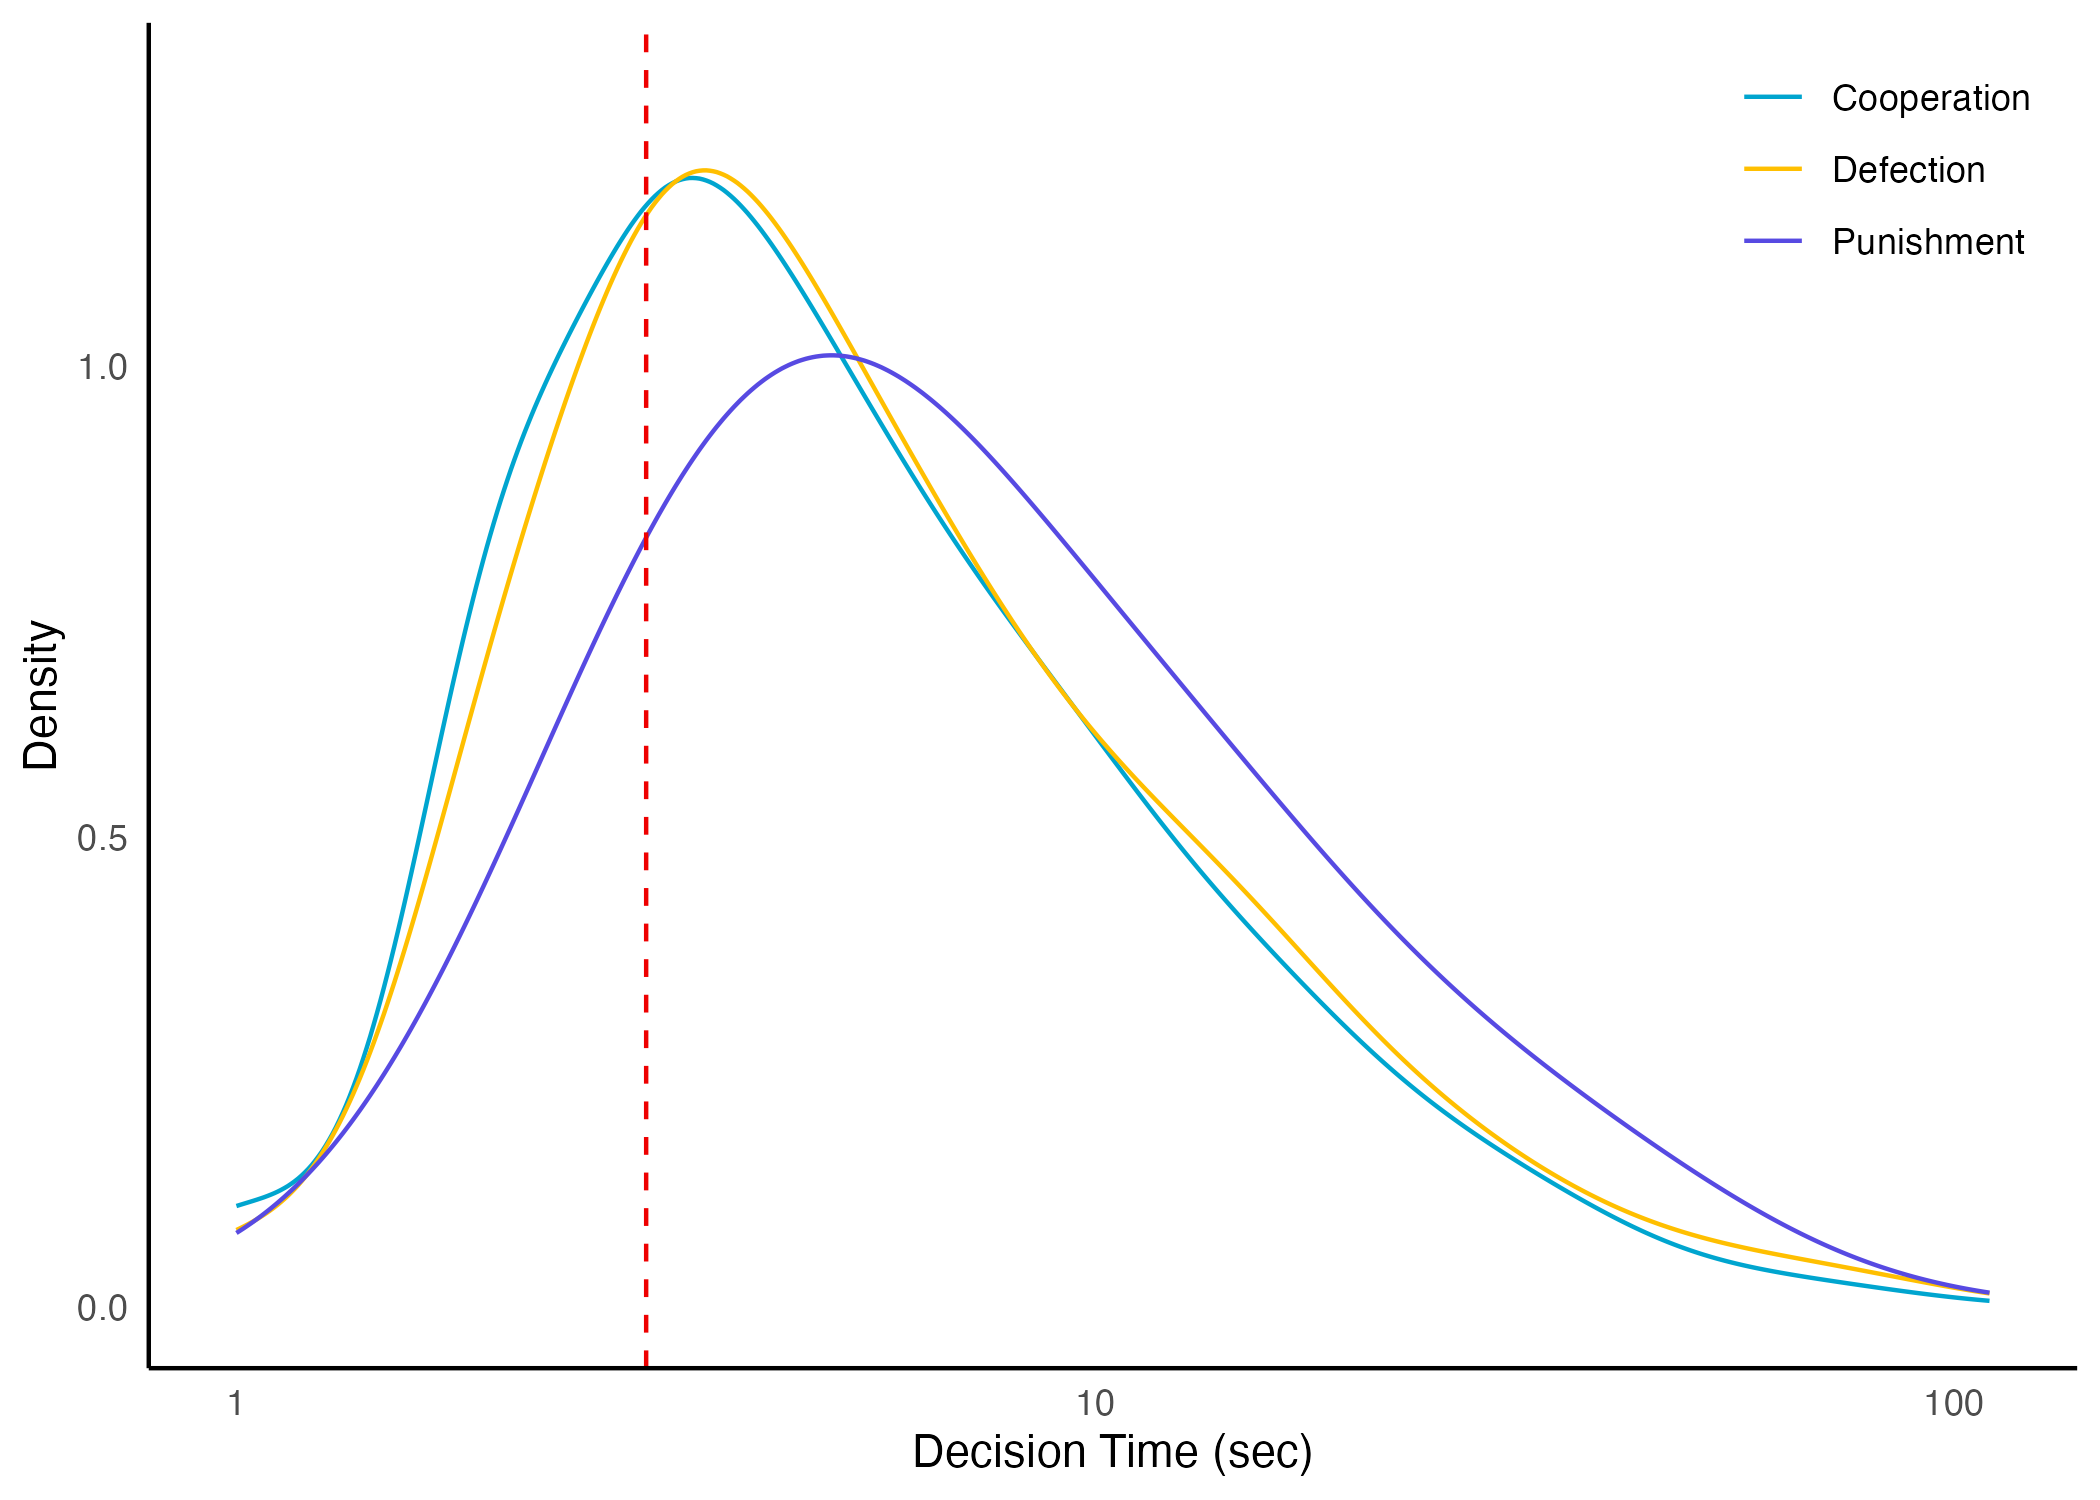 Cooperation
Defection
Punishment
1.0
0.5
0.0
Density
1 10 100
Decision Time (sec)